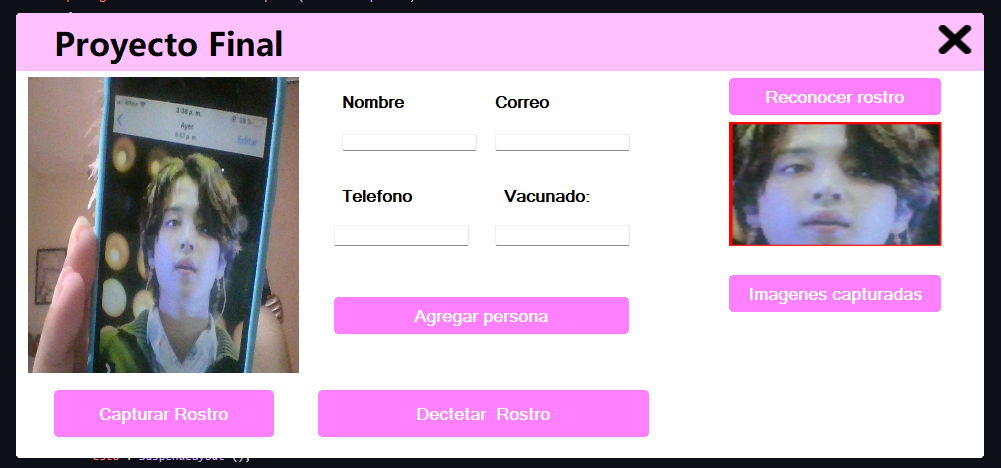 Proyecto Final
Nombre
Correo
Reconocer rostro
3:38 p. m.
Ayer
Editar
Telefono
Vacunado:
Imagenes capturadas
Agregar persona
Capturar Rostro
Dectetar Rostro